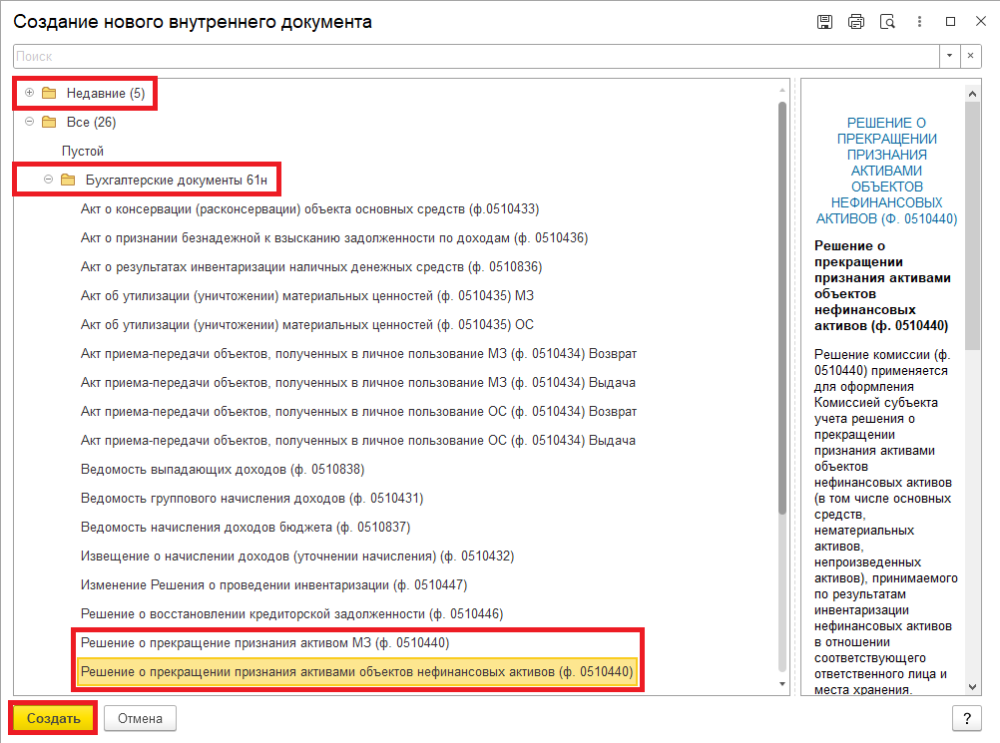 Создание нового внутреннего документа
Поиск
Недавние (5)
Все (26)
Пустой
Бухгалтерские документы 61н
Акт о консервации (расконсервации) объекта основных средств (ф.0510433)
Акт о признании безнадежной к взысканию задолженности по доходам (ф. 0510436)
Акт о результатах инвентаризации наличных денежных средств (ф. 0510836)
Акт об утилизации (уничтожении) материальных ценностей (ф. 0510435) МЗ
Акт об утилизации (уничтожении) материальных ценностей (ф. 0510435) ОС
Акт приема-передачи объектов, полученных в личное пользование МЗ (ф. 0510434) Возврат
Акт приема-передачи объектов, полученных в личное пользование МЗ (ф. 0510434) Выдача
Акт приема-передачи объектов, полученных в личное пользование ОС (ф. 0510434) Возврат
Акт приема-передачи объектов, полученных в личное пользование ОС (ф. 0510434) Выдача
Ведомость выпадающих доходов (ф. 0510838)
Ведомость группового начисления доходов (ф. 0510431)
Ведомость начисления доходов бюджета (ф. 0510837)
Извещение о начислении доходов (уточнении начисления) (ф. 0510432)
Изменение Решения о проведении инвентаризации (ф. 0510447)
Решение о восстановлении кредиторской задолженности (ф. 0510446)
Решение о прекращение признания активом МЗ (ф. 0510440)
Решение о прекращении признания активами объектов нефинансовых активов (ф. 0510440)
РЕШЕНИЕ О
ПРЕКРАЩЕНИИ
ПРИЗНАНИЯ
АКТИВАМИ
ОБЪЕКТОВ
НЕФИНАНСОВЫХ
АКТИВОВ (Ф. 0510440)
Решение о
прекращении
признания активами
объектов
нефинансовых
активов (ф. 0510440)
Решение комиссии (ф.
0510440) применяется
для оформления
Комиссией субъекта
учета решения о
прекращении
признания активами
объектов
нефинансовых активов
(в том числе основных
средств,
нематериальных
активов,
непроизведенных
активов), принимаемого
по результатам
инвентаризации
нефинансовых активов
в отношении
соответствующего
ответственного лица и
места хранения.
Создать
Отмена
?